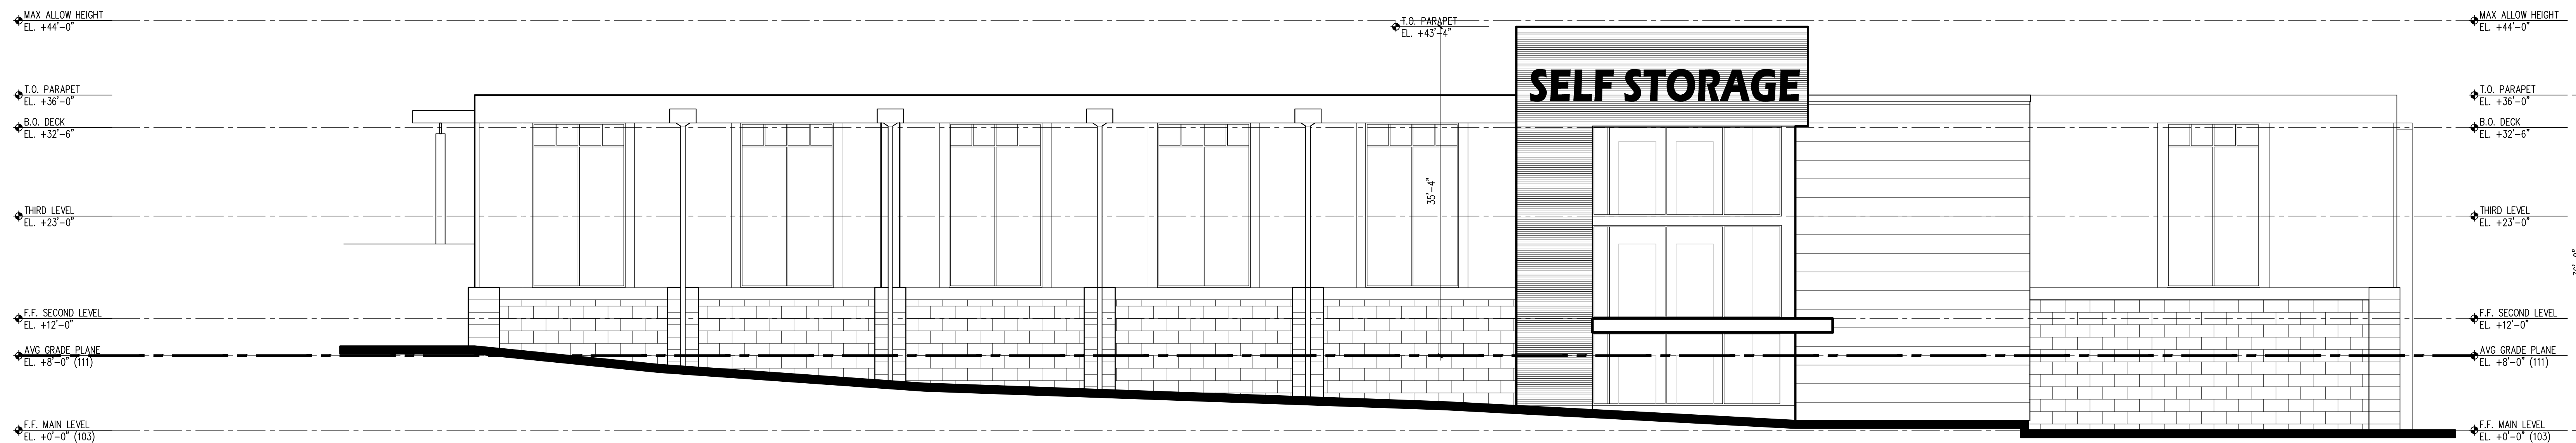 MAX ALLOW HEIGHT
EL. +44'-0"
T.O. PARAPET
EL. +36'-0"
B.O. DECK
EL. +32'-6"
THIRD LEVEL
EL. +23'-0"
F.F. SECOND LEVEL
EL. +12'-0"
AVG GRADE PLANE
EL. +8'-0" (111)
F.F. MAIN LEVEL
EL. +0'-0" (103)
T.O. PARAPET
EL. +43'-4"
35'-4"
SELF STORAGE
MAX ALLOW HEIGHT
EL. +44'-0"
T.O. PARAPET
EL. +36'-0"
B.O. DECK
EL. +32'-6"
THIRD LEVEL
EL. +23'-0"
F.F. SECOND LEVEL
EL. +12'-0"
AVG GRADE PLANE
EL. +8'-0" (111)
F.F. MAIN LEVEL
EL. +0'-0" (103)